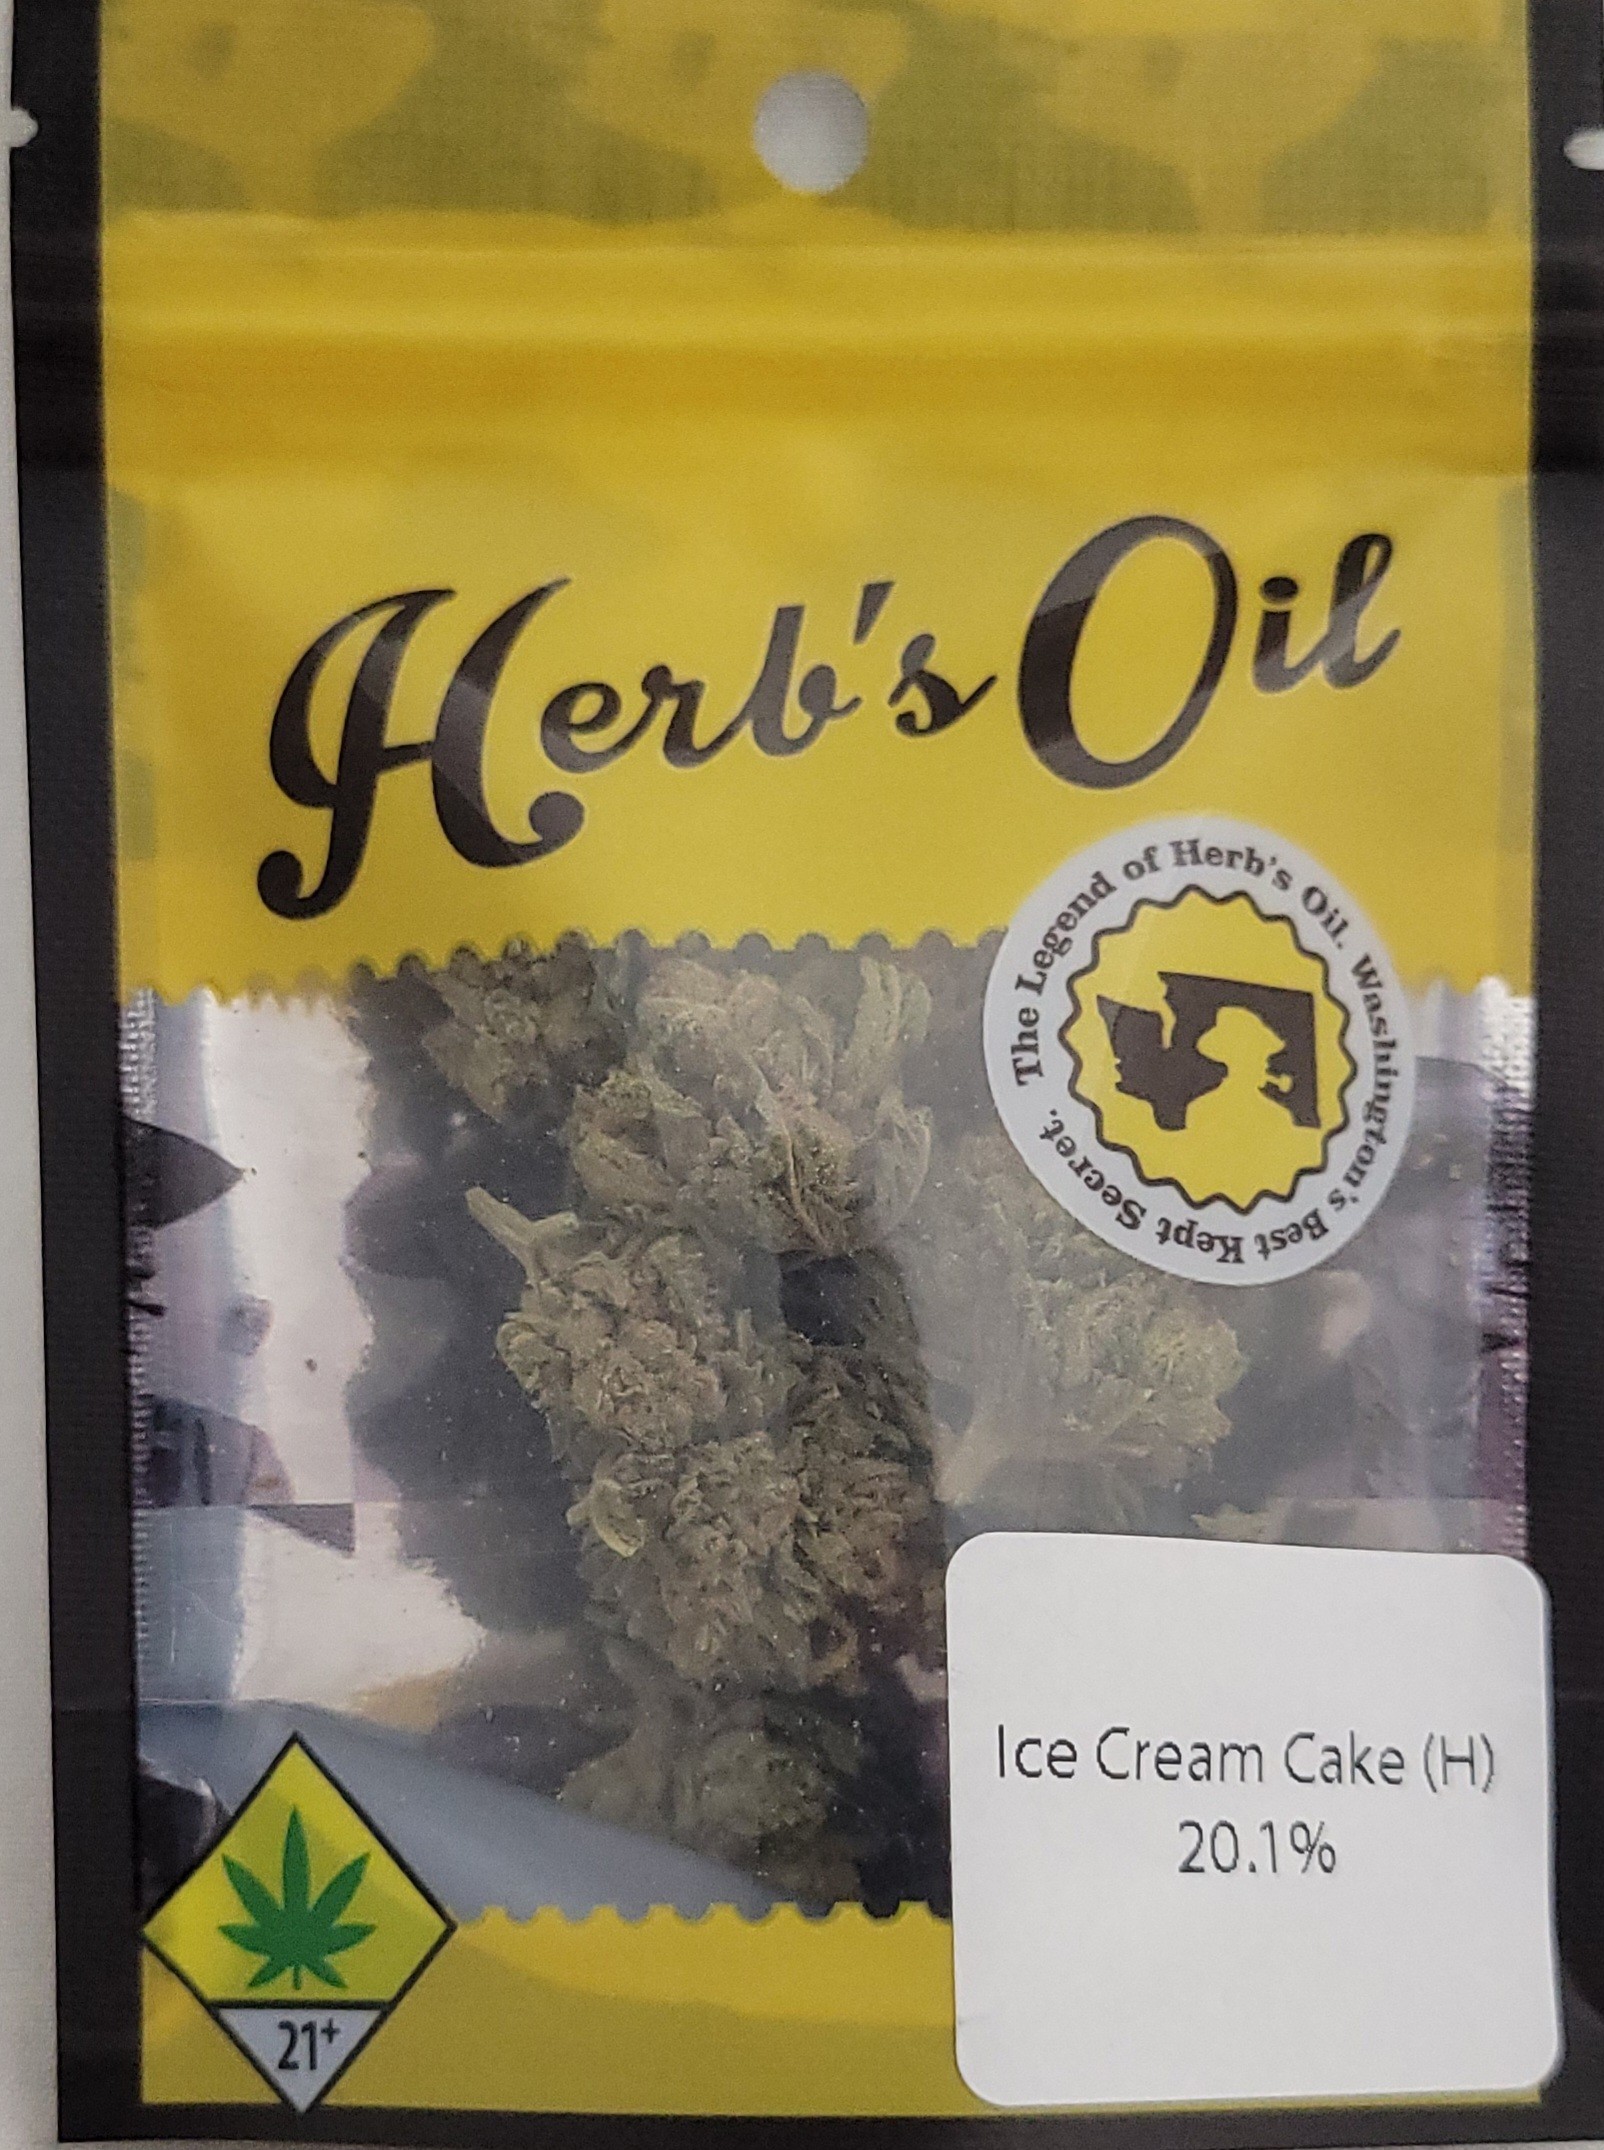 Herb's Oil
The Legend of Herb's Oil. Washington's Best Kept Secret.
Ice Cream Cake (H)
20.1%
21+